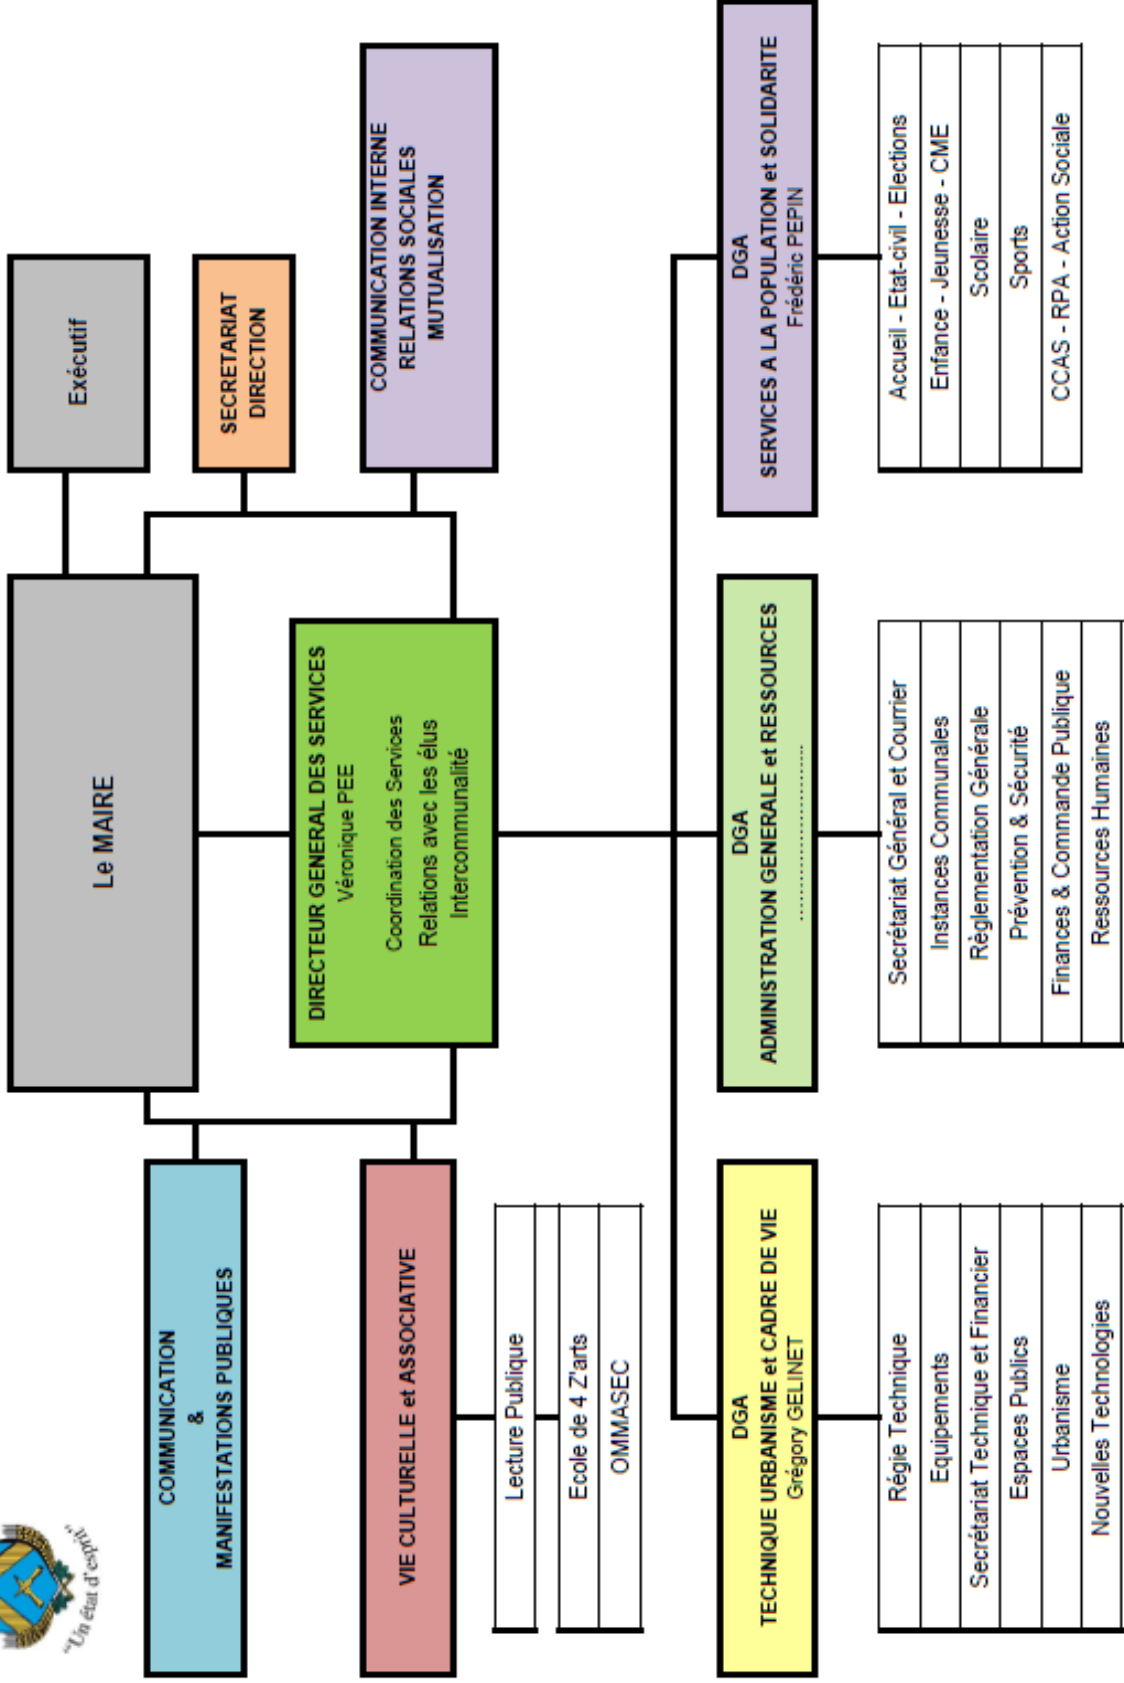 "Un état d'esprit"
Le MAIRE
Exécutif
COMMUNICATION
&
MANIFESTATIONS PUBLIQUES
SECRETARIAT
DIRECTION
DIRECTEUR GENERAL DES SERVICES
Véronique PEE
Coordination des Services
Relations avec les élus
Intercommunalité
VIE CULTURELLE et ASSOCIATIVE
COMMUNICATION INTERNE
RELATIONS SOCIALES
MUTUALISATION
Lecture Publique
Ecole de 4 Z'arts
OMMASEC
DGA
TECHNIQUE URBANISME et CADRE DE VIE
Grégory GELINET
Régie Technique
Equipements
Secrétariat Technique et Financier
Espaces Publics
Urbanisme
Nouvelles Technologies
DGA
ADMINISTRATION GENERALE et RESSOURCES
..............................
Secrétariat Général et Courrier
Instances Communales
Règlementation Générale
Prévention & Sécurité
Finances & Commande Publique
Ressources Humaines
DGA
SERVICES A LA POPULATION et SOLIDARITE
Frédéric PEPIN
Accueil - Etat-civil - Elections
Enfance - Jeunesse - CME
Scolaire
Sports
CCAS - RPA - Action Sociale